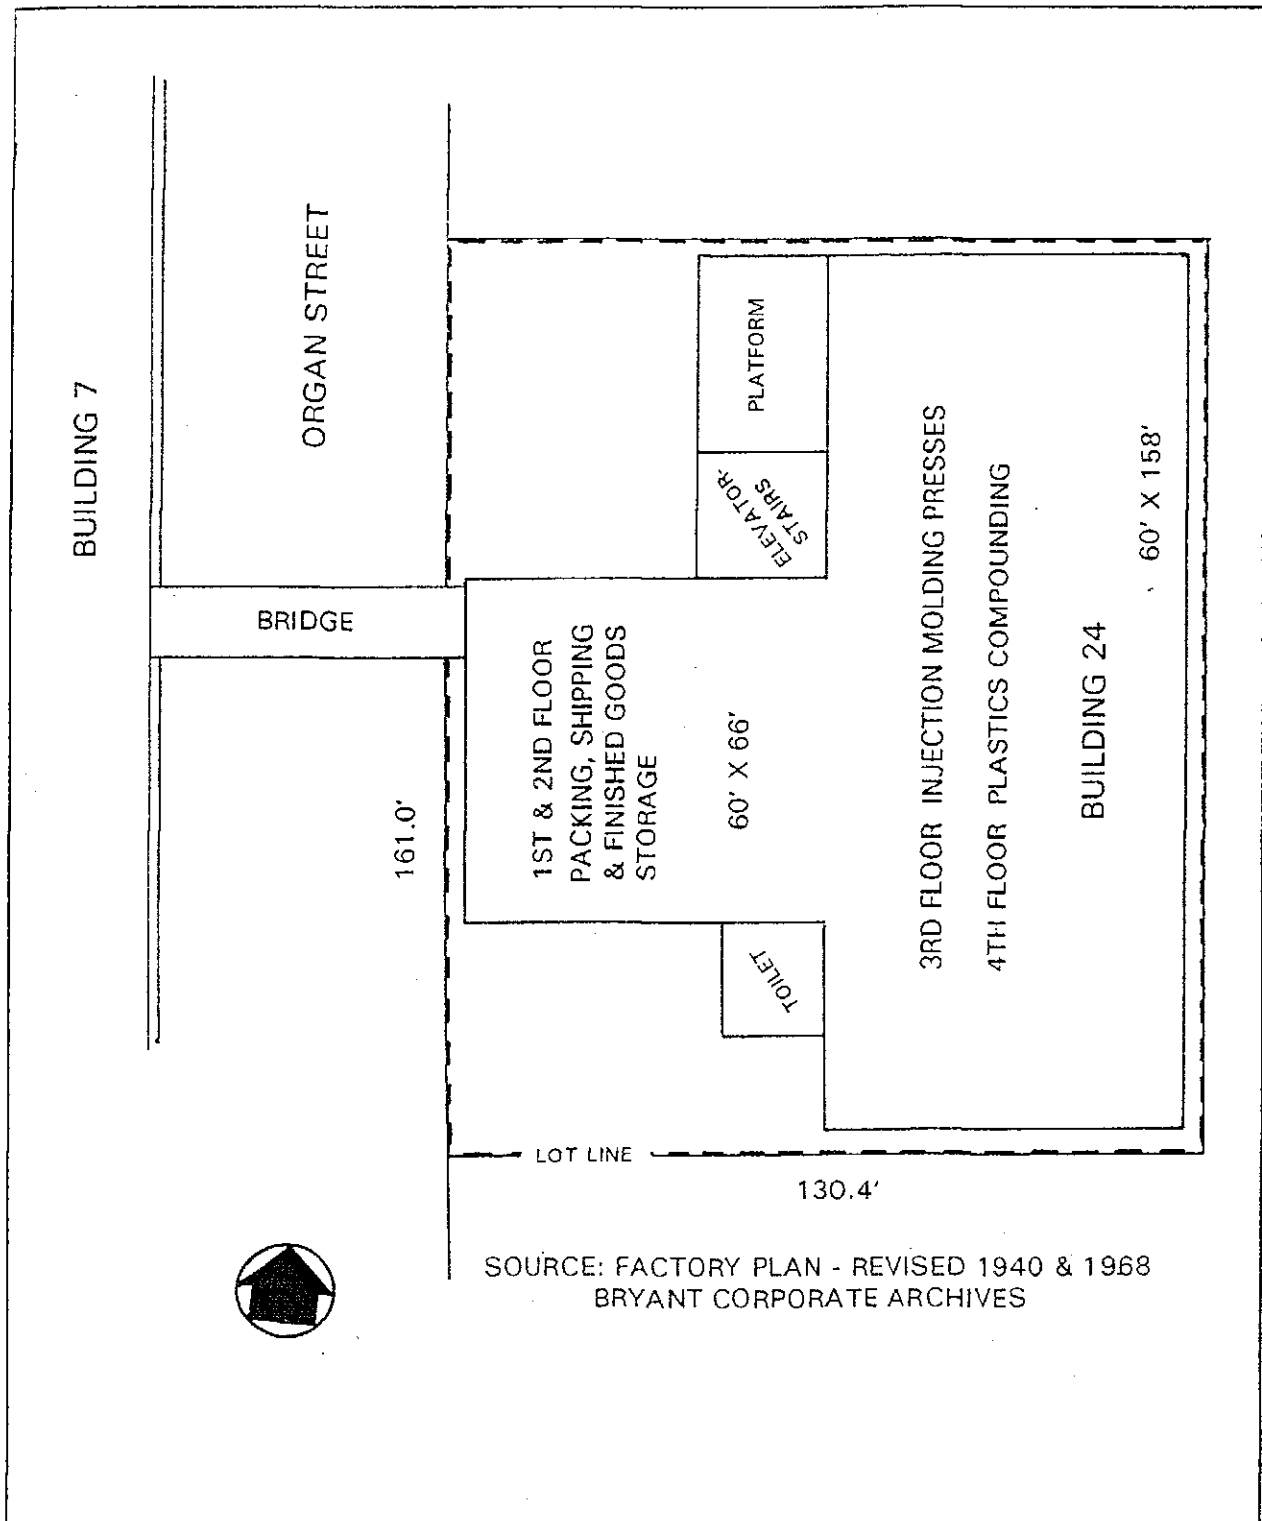 BUILDING 7
ORGAN STREET
BRIDGE
161.0'
1ST & 2ND FLOOR
PACKING, SHIPPING
& FINISHED GOODS
STORAGE
60' X 66'
PLATFORM
ELEVATOR-
STAIRS
TOILET
3RD FLOOR INJECTION MOLDING PRESSES
4TH FLOOR PLASTICS COMPOUNDING
BUILDING 24
60' X 158'
LOT LINE
130.4'
SOURCE: FACTORY PLAN - REVISED 1940 & 1968
BRYANT CORPORATE ARCHIVES